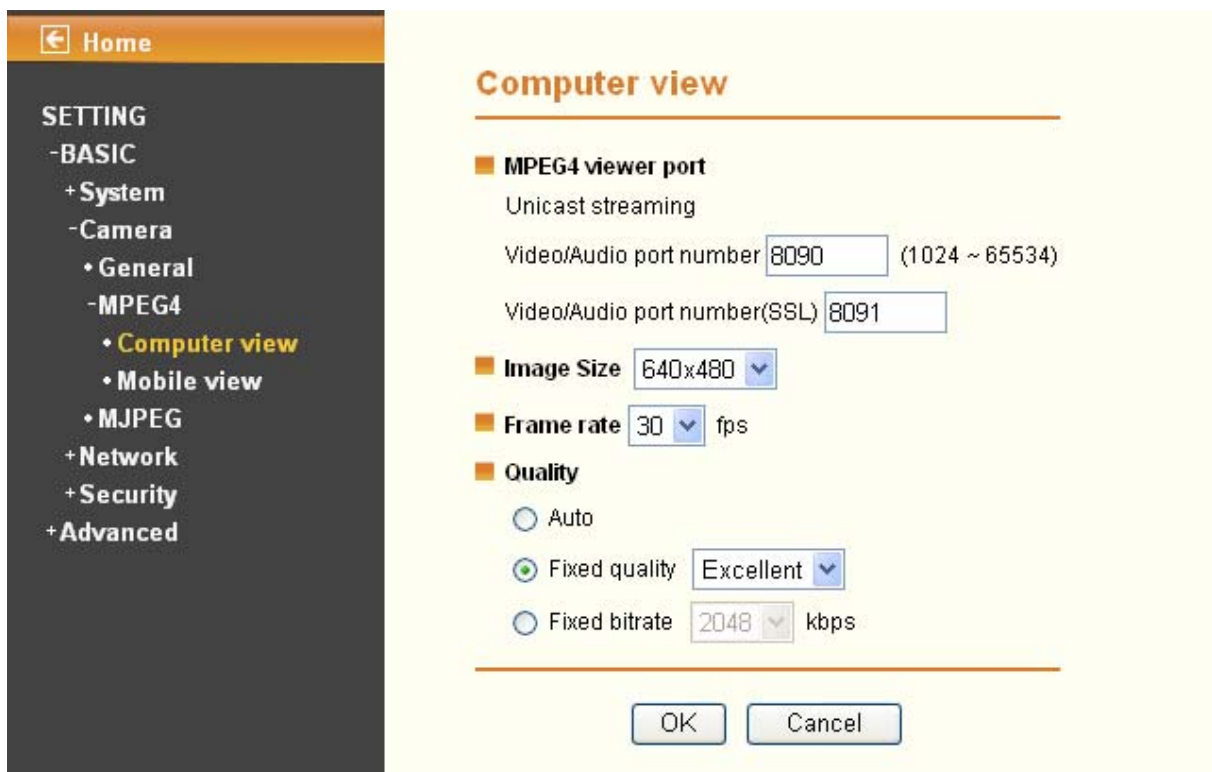 Home
SETTING
-BASIC
+System
-Camera
•General
-MPEG4
•Computer view
•Mobile view
•MJPEG
+Network
+Security
+Advanced
Computer view
MPEG4 viewer port
Unicast streaming
Video/Audio port number 8090 (1024 ~ 65534)
Video/Audio port number(SSL) 8091
Image Size 640x480
Frame rate 30 fps
Quality
Auto
Fixed quality Excellent
Fixed bitrate 2048 kbps
OK Cancel